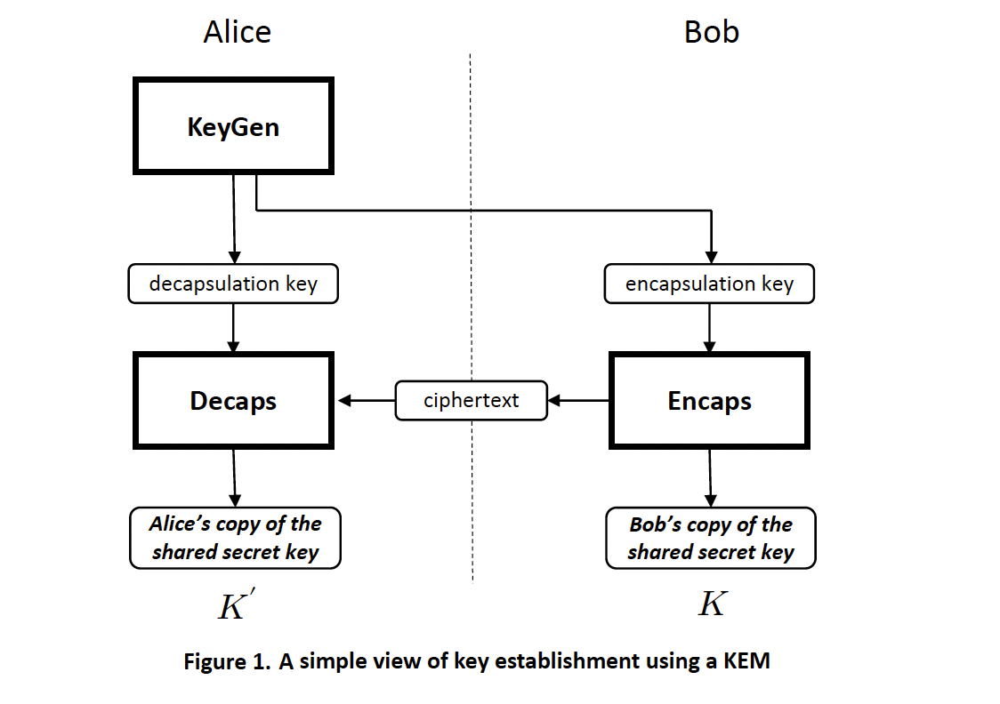 Alice
Bob
KeyGen
decapsulation key
encapsulation key
Decaps
ciphertext
Encaps
Alice’s copy of the
shared secret key
Bob’s copy of the
shared secret key
K′
K
Figure 1. A simple view of key establishment using a KEM